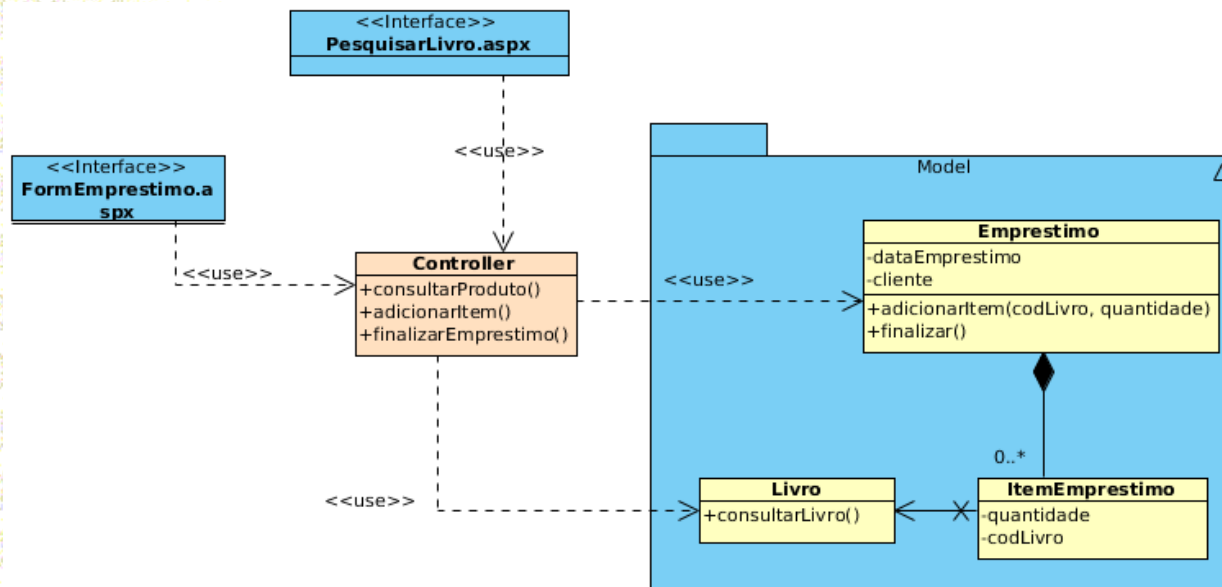 <<Interface>>
PesquisarLivro.aspx
<<use>>
<<Interface>>
FormEmprestimo.a
spx
<<use>>
Controller
+consultarProduto()
+adicionarItem()
+finalizarEmprestimo()
<<use>>
<<use>>
Model
Emprestimo
-dataEmprestimo
-cliente
+adicionarItem(codLivro, quantidade)
+finalizar()
0..*
Livro
+consultarLivro()
ItemEmprestimo
-quantidade
-codLivro